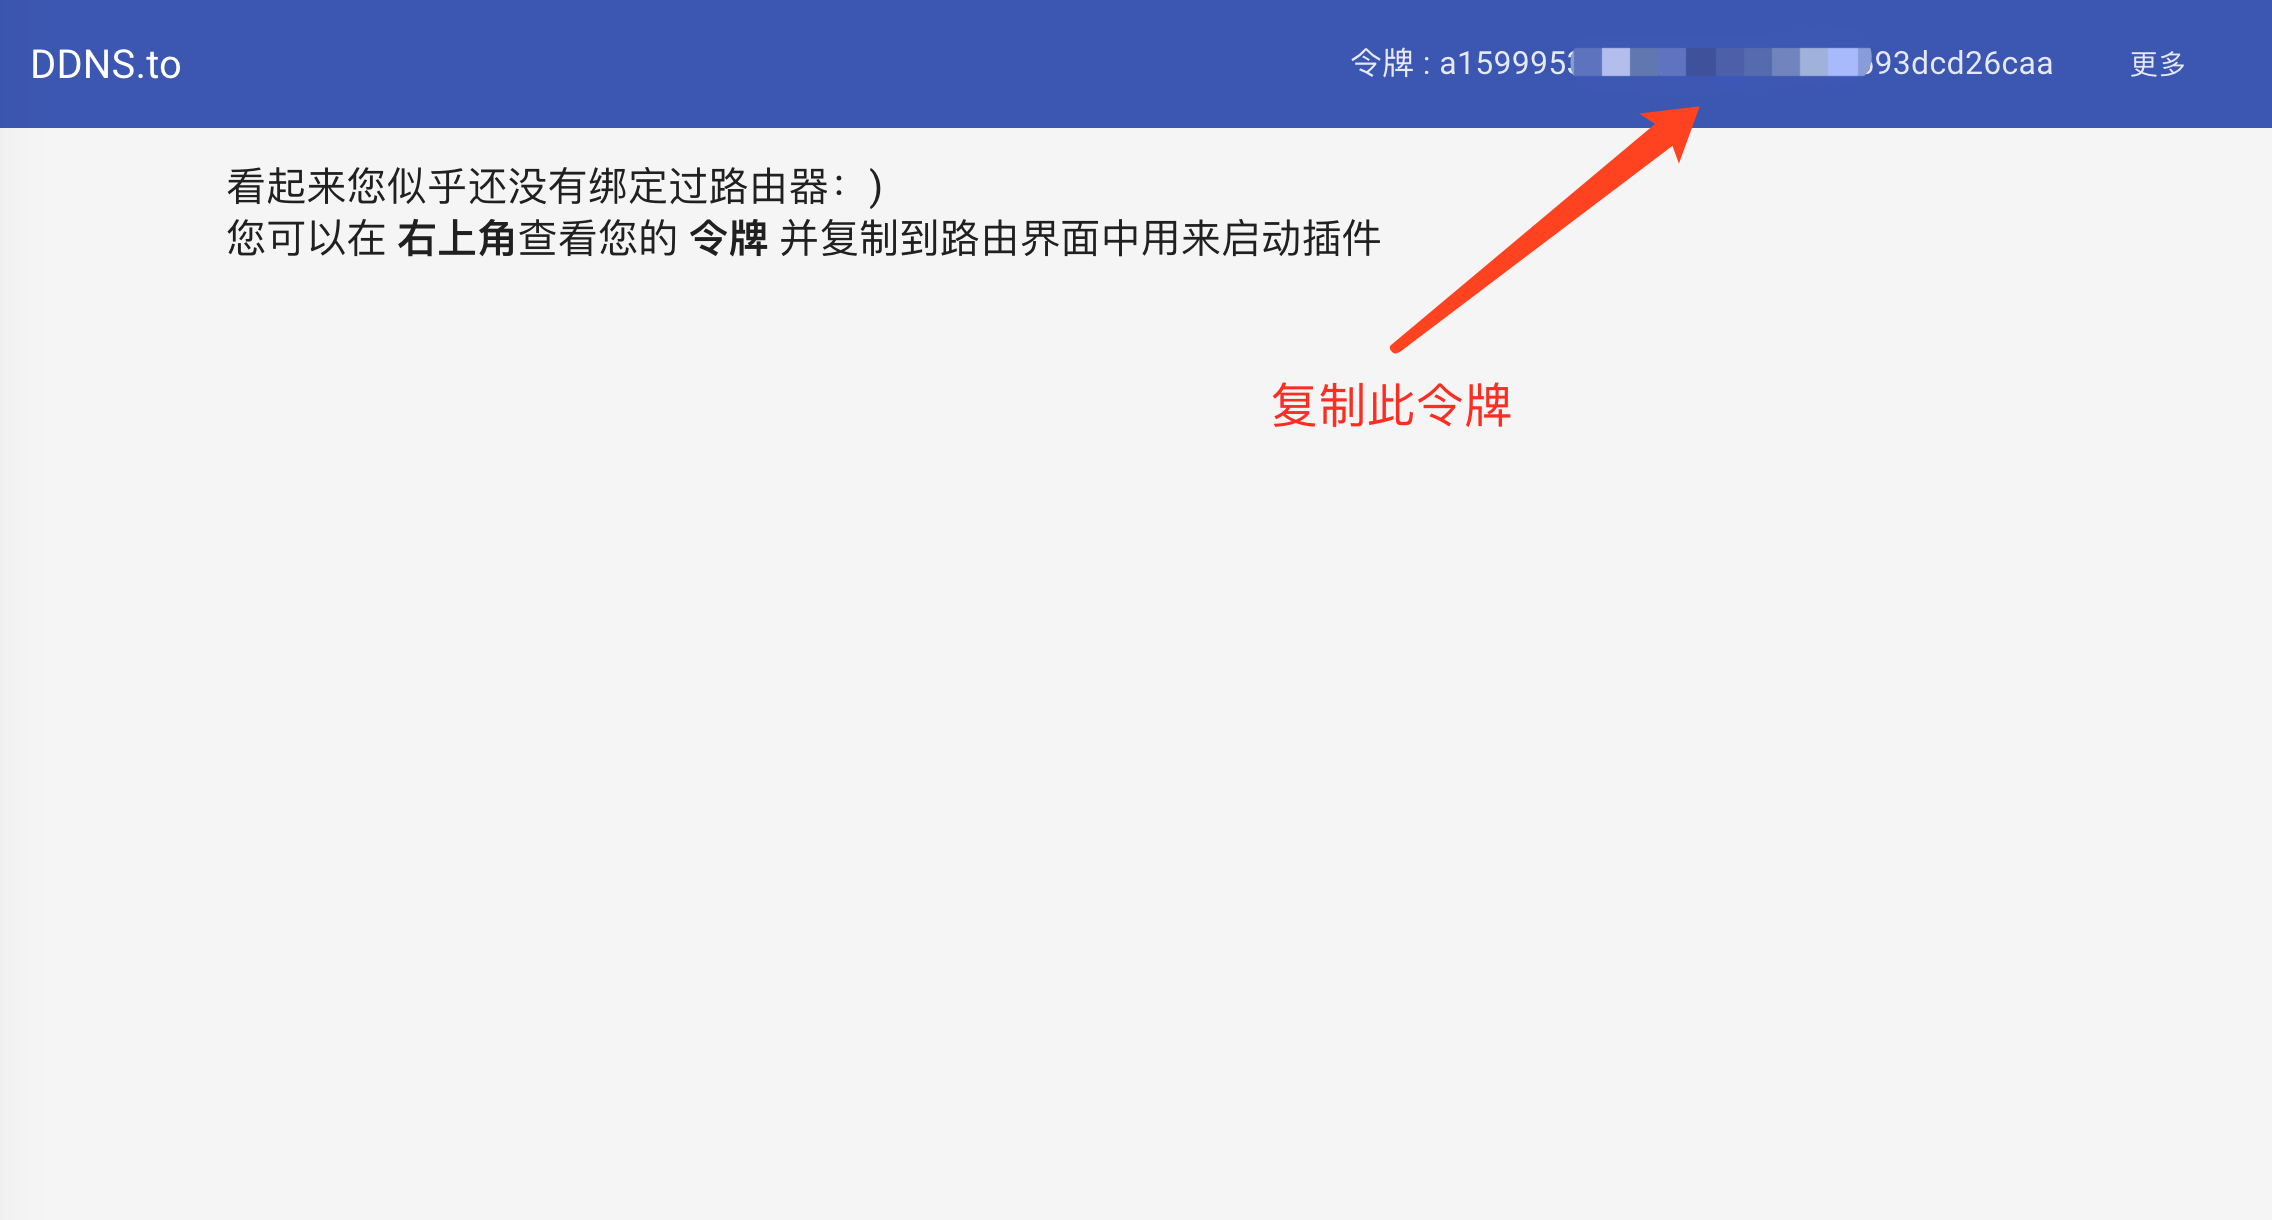 DDNS.to
令牌 : a159995 93dcd26caa
更多
看起来您似乎还没有绑定过路由器：)
您可以在 右上角查看您的 令牌 并复制到路由界面中用来启动插件
复制此令牌